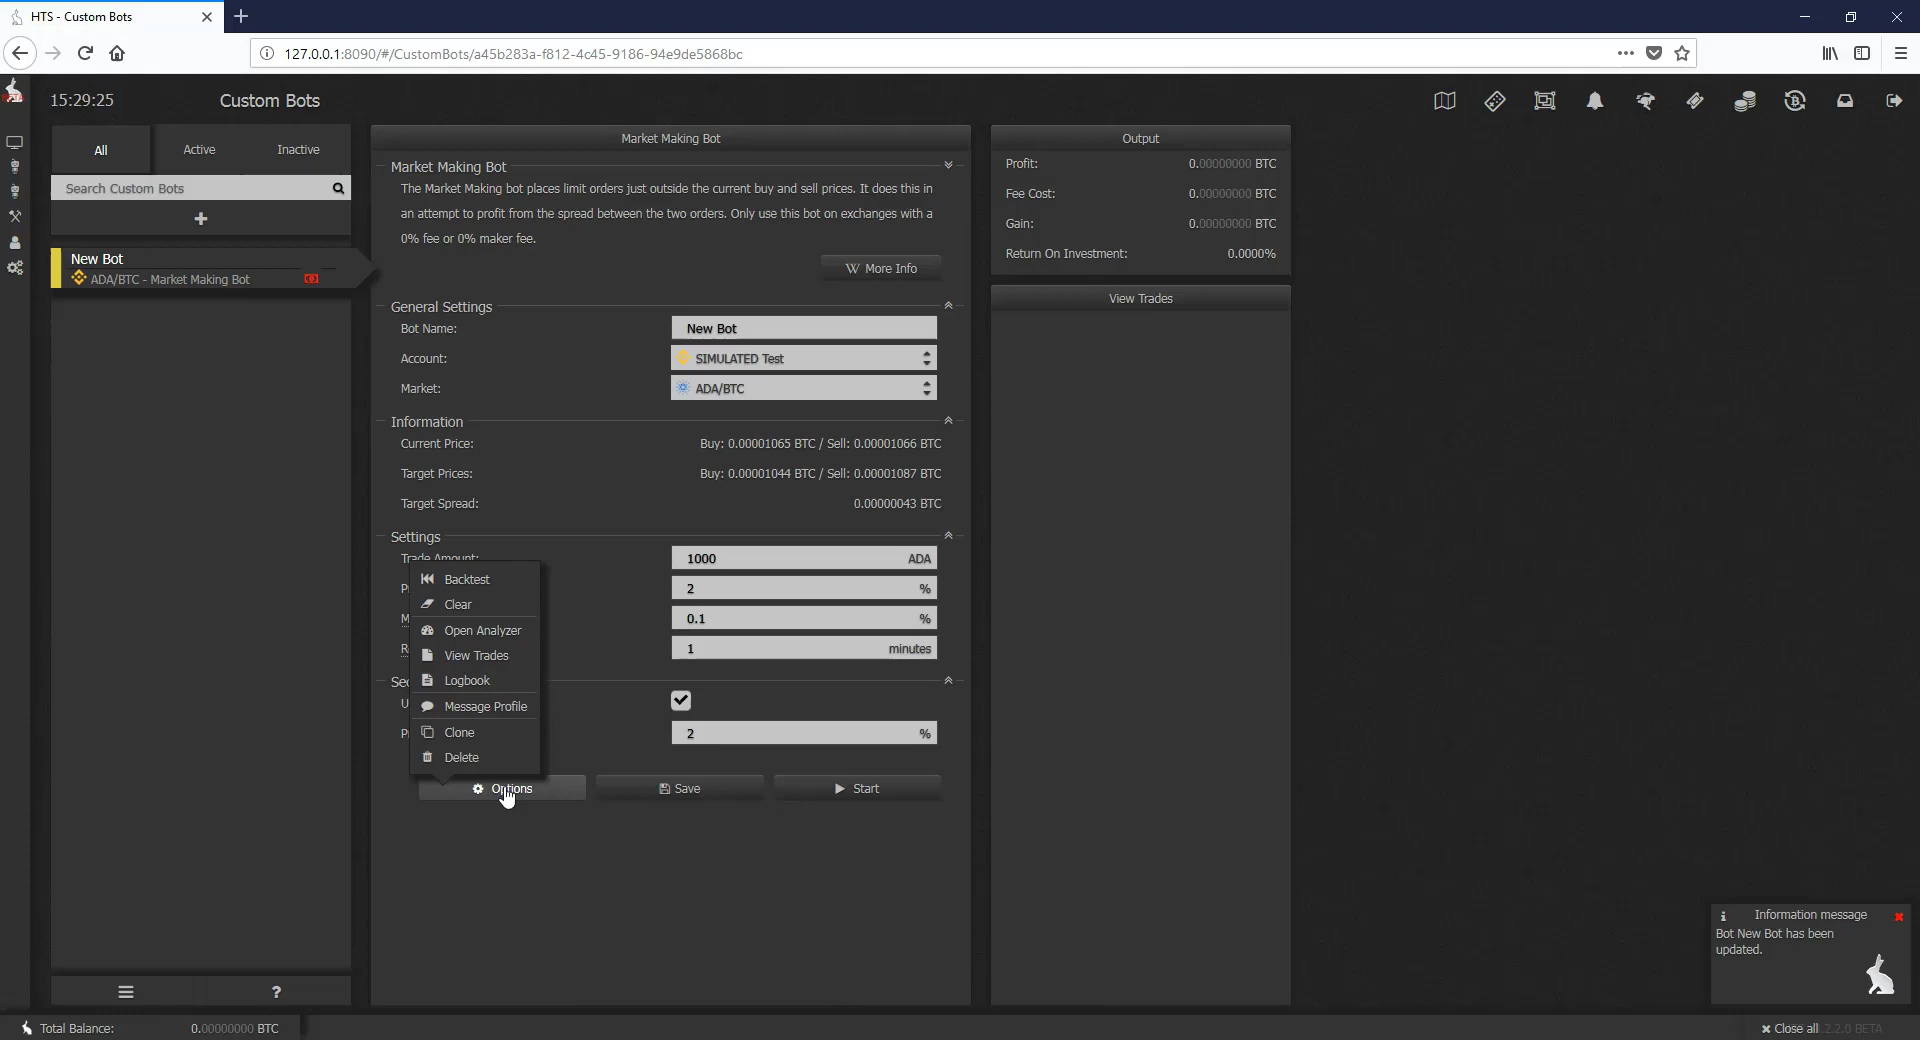 HTS - Custom Bots
127.0.0.1:8090/#/CustomBots/a45b283a-f812-4c45-9186-94e9de5868bc
15:29:25
Custom Bots
All
Active
Inactive
Search Custom Bots
New Bot
ADA/BTC - Market Making Bot
Market Making Bot
Market Making Bot
The Market Making bot places limit orders just outside the current buy and sell prices. It does this in
an attempt to profit from the spread between the two orders. Only use this bot on exchanges with a
0% fee or 0% maker fee.
W More Info
General Settings
Bot Name:
New Bot
Account:
SIMULATED Test
Market:
ADA/BTC
Information
Current Price:
Buy: 0.00001065 BTC / Sell: 0.00001066 BTC
Target Prices:
Buy: 0.00001044 BTC / Sell: 0.00001087 BTC
Target Spread:
0.00000043 BTC
Settings
Trade Amount:
1000 ADA
2 %
0.1 %
1 minutes
2 %
Backtest
Clear
Open Analyzer
View Trades
Logbook
Message Profile
Clone
Delete
Options
Save
Start
Output
Profit:
0.00000000 BTC
Fee Cost:
0.00000000 BTC
Gain:
0.00000000 BTC
Return On Investment:
0.0000%
View Trades
Information message
Bot New Bot has been
updated.
?
Total Balance:
0.00000000 BTC
Close all
.2.2.0 BETA